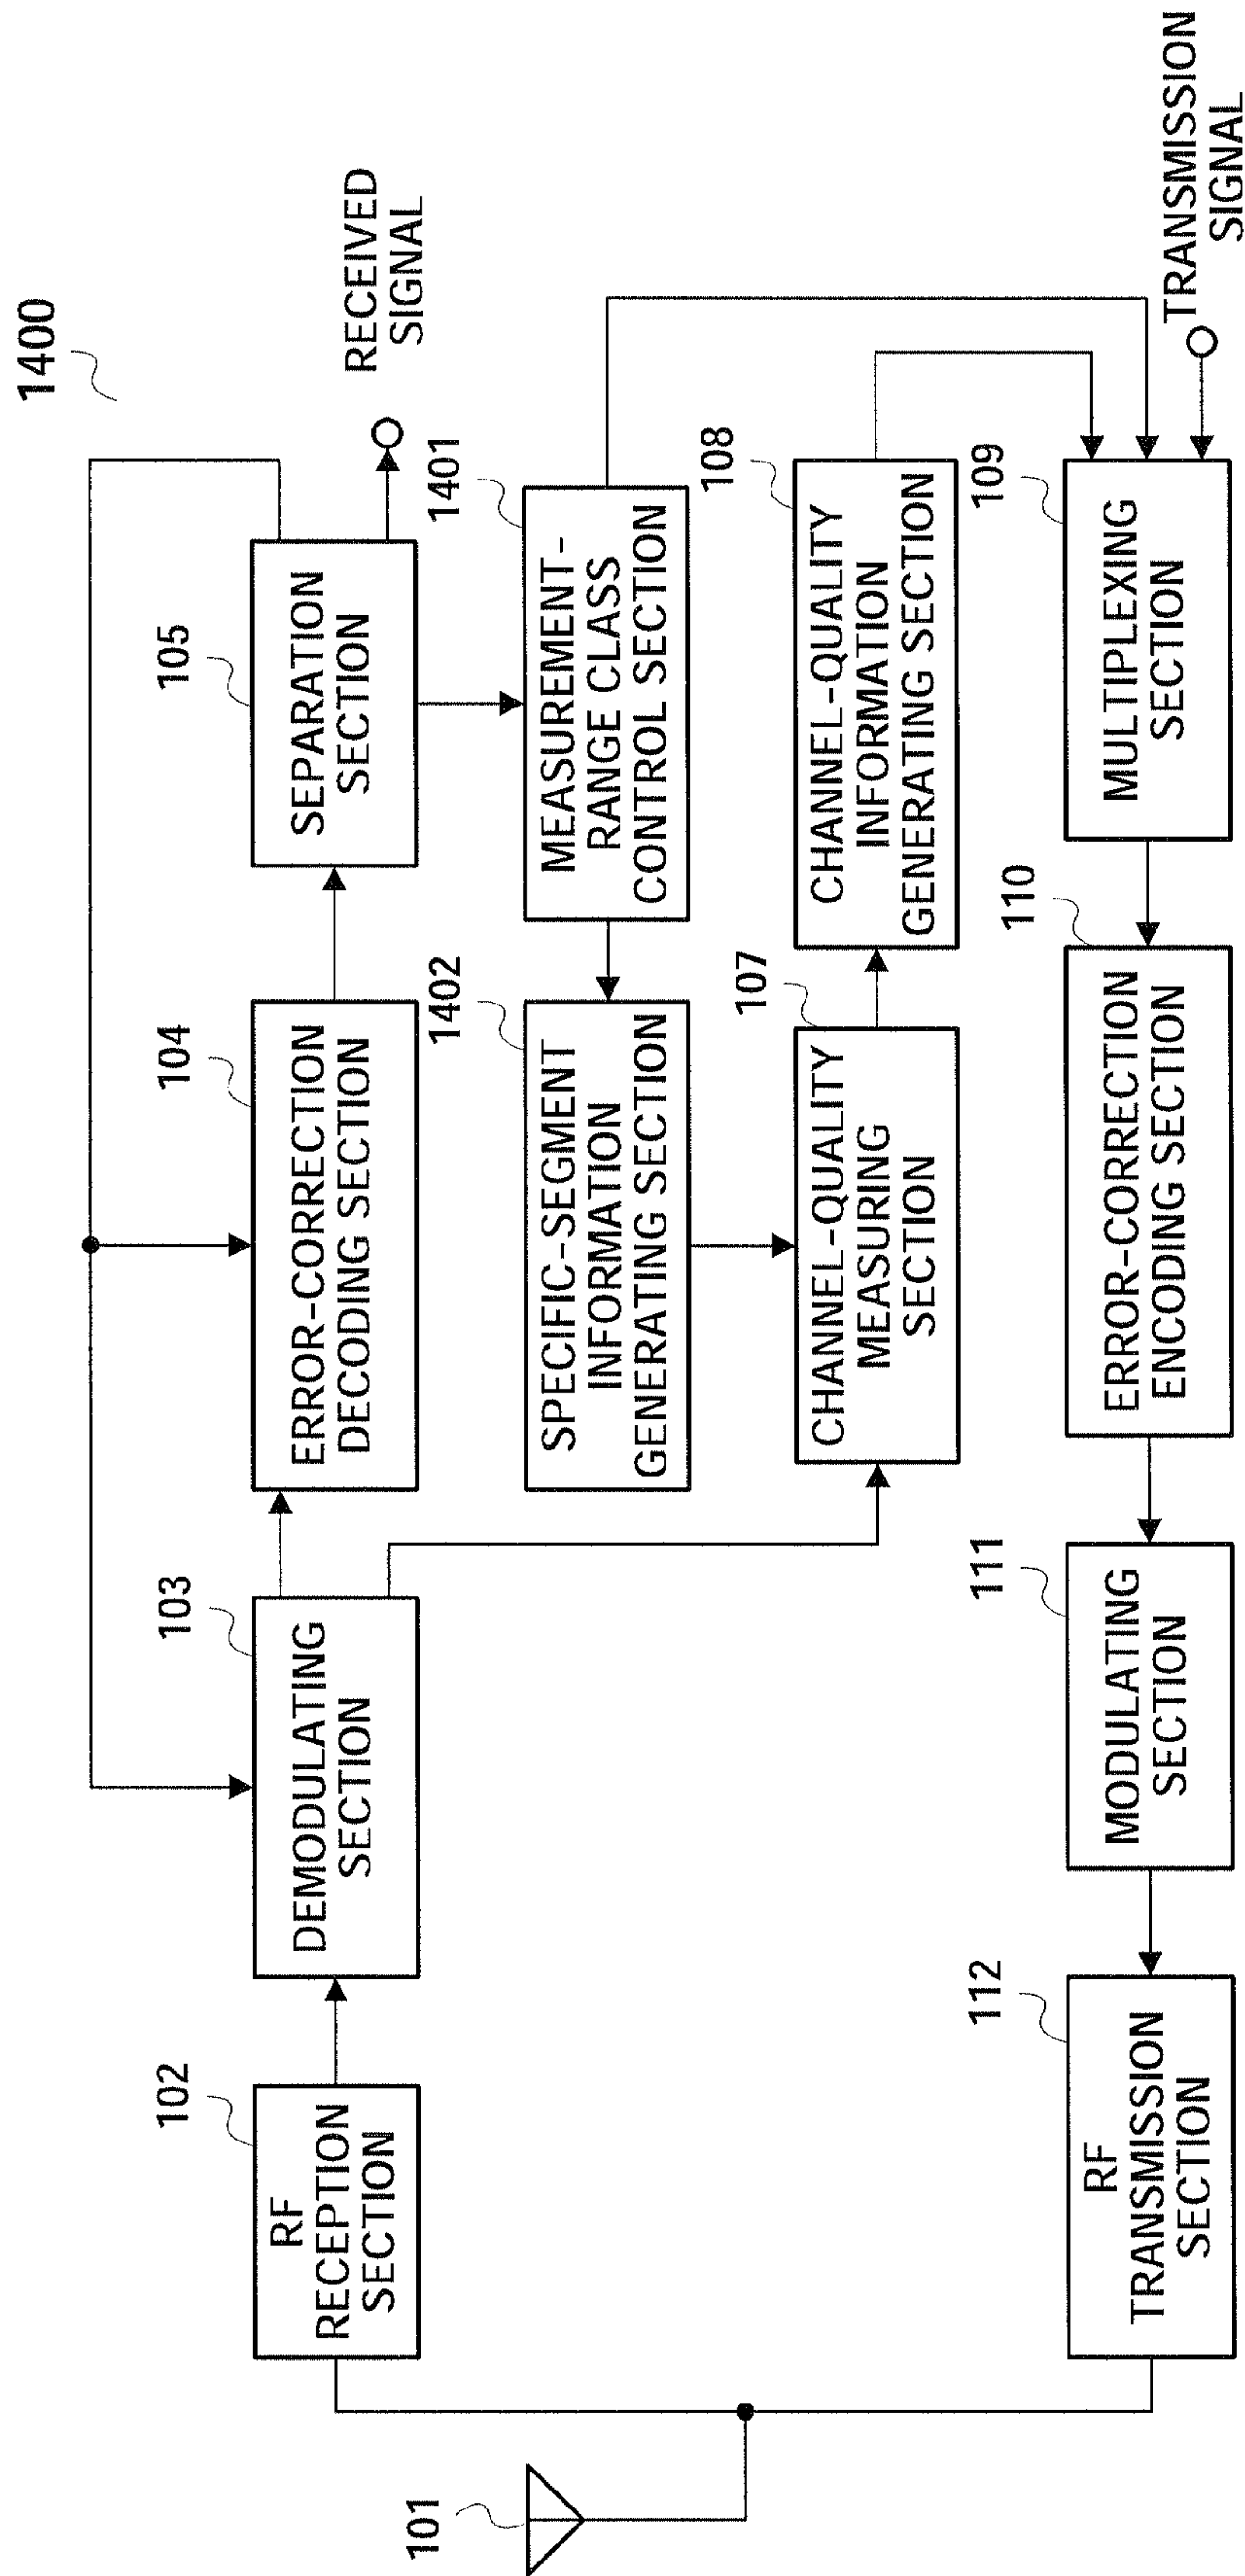 1400
101
102
RF
RECEPTION
SECTION
103
DEMODULATING
SECTION
104
ERROR-CORRECTION
DECODING SECTION
105
SEPARATION
SECTION
RECEIVED
SIGNAL
1402
SPECIFIC-SEGMENT
INFORMATION
GENERATING SECTION
1401
MEASUREMENT-
RANGE CLASS
CONTROL SECTION
107
CHANNEL-QUALITY
MEASURING
SECTION
108
CHANNEL-QUALITY
INFORMATION
GENERATING SECTION
112
RF
TRANSMISSION
SECTION
111
MODULATING
SECTION
110
ERROR-CORRECTION
ENCODING SECTION
109
MULTIPLEXING
SECTION
TRANSMISSION
SIGNAL